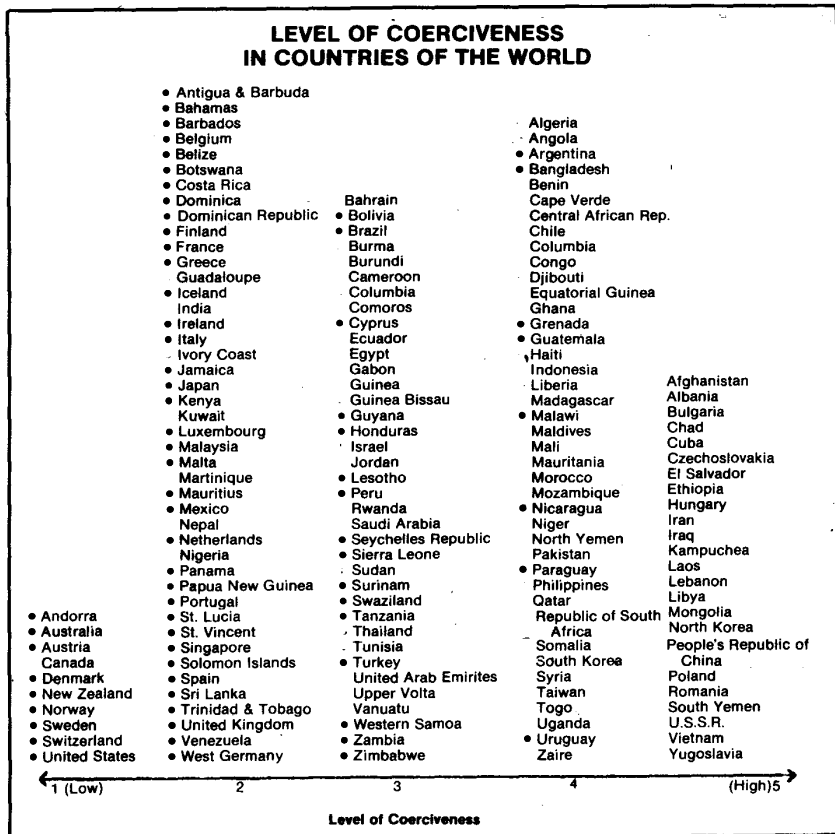 LEVEL OF COERCIVENESS
IN COUNTRIES OF THE WORLD
• Antigua & Barbuda
• Bahamas
• Barbados
• Belgium
• Belize
• Botswana
• Costa Rica
• Dominica
• Dominican Republic
• Finland
• France
• Greece
Guadaloupe
• Iceland
India
• Ireland
• Italy
Ivory Coast
• Jamaica
• Japan
• Kenya
Kuwait
• Luxembourg
• Malaysia
• Malta
Martinique
• Mauritius
• Mexico
Nepal
• Netherlands
Nigeria
• Panama
• Papua New Guinea
• Portugal
• St. Lucia
• St. Vincent
• Singapore
• Solomon Islands
• Spain
• Sri Lanka
• Trinidad & Tobago
• United Kingdom
• Venezuela
• West Germany
• Andorra
• Australia
• Austria
Canada
• Denmark
• New Zealand
• Norway
• Sweden
• Switzerland
• United States
Bahrain
• Bolivia
• Brazil
Burma
Burundi
Cameroon
Columbia
Comoros
• Cyprus
Ecuador
Egypt
Gabon
Guinea
Guinea Bissau
• Guyana
• Honduras
Israel
Jordan
• Lesotho
• Peru
Rwanda
Saudi Arabia
• Seychelles Republic
• Sierra Leone
Sudan
• Surinam
• Swaziland
• Tanzania
Thailand
Tunisia
• Turkey
United Arab Emirites
Upper Volta
Vanuatu
• Western Samoa
• Zambia
• Zimbabwe
Algeria
Angola
• Argentina
• Bangladesh
Benin
Cape Verde
Central African Rep.
Chile
Columbia
Congo
Djibouti
Equatorial Guinea
Ghana
• Grenada
• Guatemala
Haiti
Indonesia
Liberia
Madagascar
• Malawi
Maldives
Mali
Mauritania
Morocco
Mozambique
• Nicaragua
Niger
North Yemen
Pakistan
• Paraguay
Philippines
Qatar
Republic of South
Africa
Somalia
South Korea
Syria
Taiwan
Togo
Uganda
• Uruguay
Zaire
Afghanistan
Albania
Bulgaria
Chad
Cuba
Czechoslovakia
El Salvador
Ethiopia
Hungary
Iran
Iraq
Kampuchea
Laos
Lebanon
Libya
Mongolia
North Korea
People's Republic of
China
Poland
Romania
South Yemen
U.S.S.R.
Vietnam
Yugoslavia
1 (Low) 2 3 4 (High)5
Level of Coerciveness